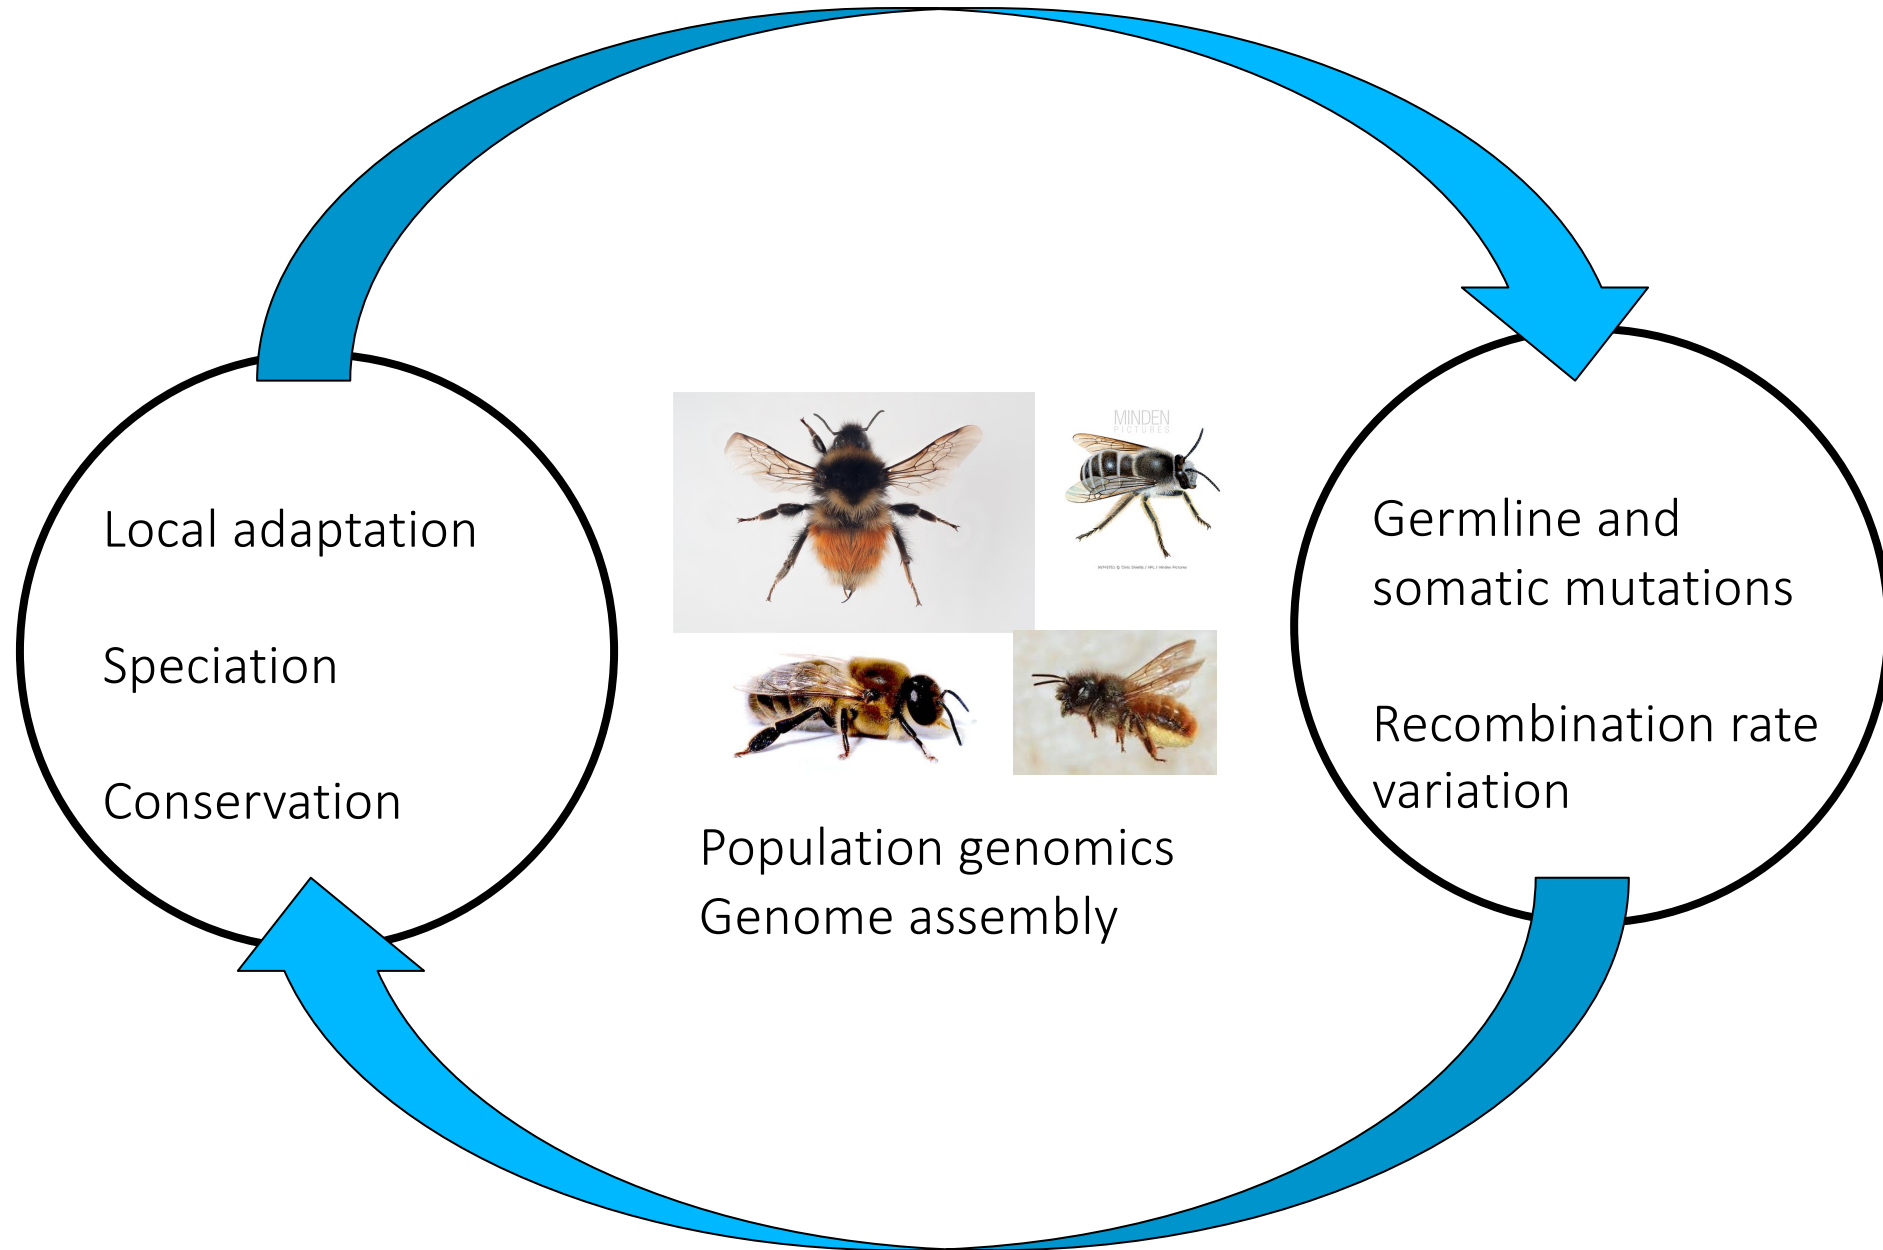 Local adaptation
Speciation
Conservation
MINDEN
PICTURES
Population genomics
Genome assembly
Germline and
somatic mutations
Recombination rate
variation